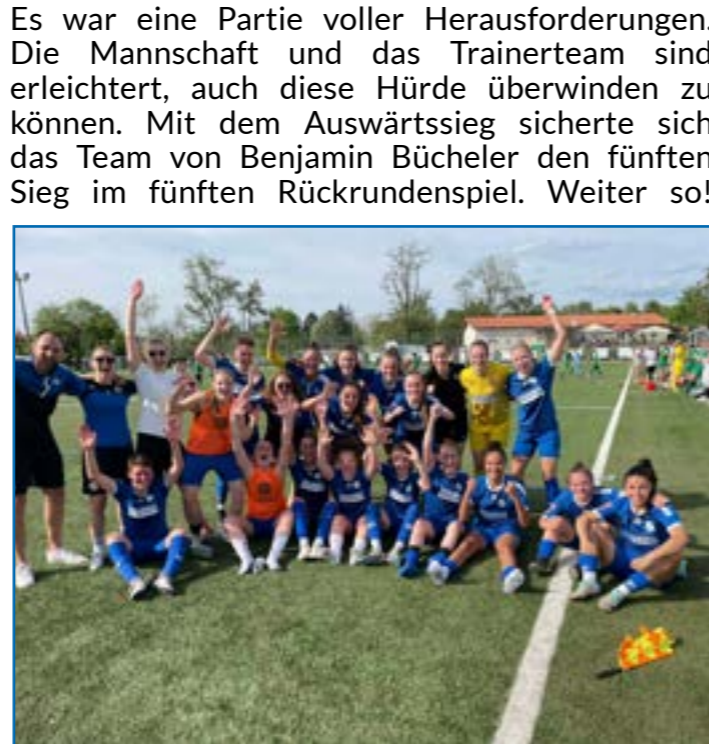 Es war eine Partie voller Herausforderungen.
Die Mannschaft und das Trainerteam sind
erleichtert, auch diese Hürde überwinden zu
können. Mit dem Auswärtssieg sicherte sich
das Team von Benjamin Bücheler den fünften
Sieg im fünften Rückrundenspiel. Weiter so!